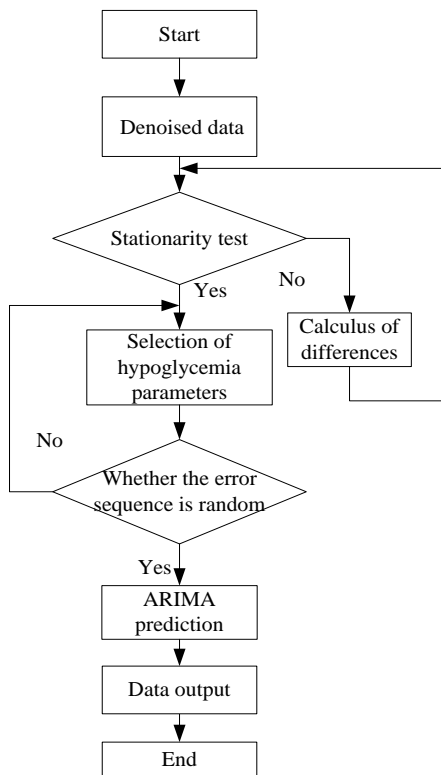 Start
Denoised data
Stationarity test
Yes
No
Selection of
hypoglycemia
parameters
Calculus of
differences
No
Whether the error
sequence is random
Yes
ARIMA
prediction
Data output
End